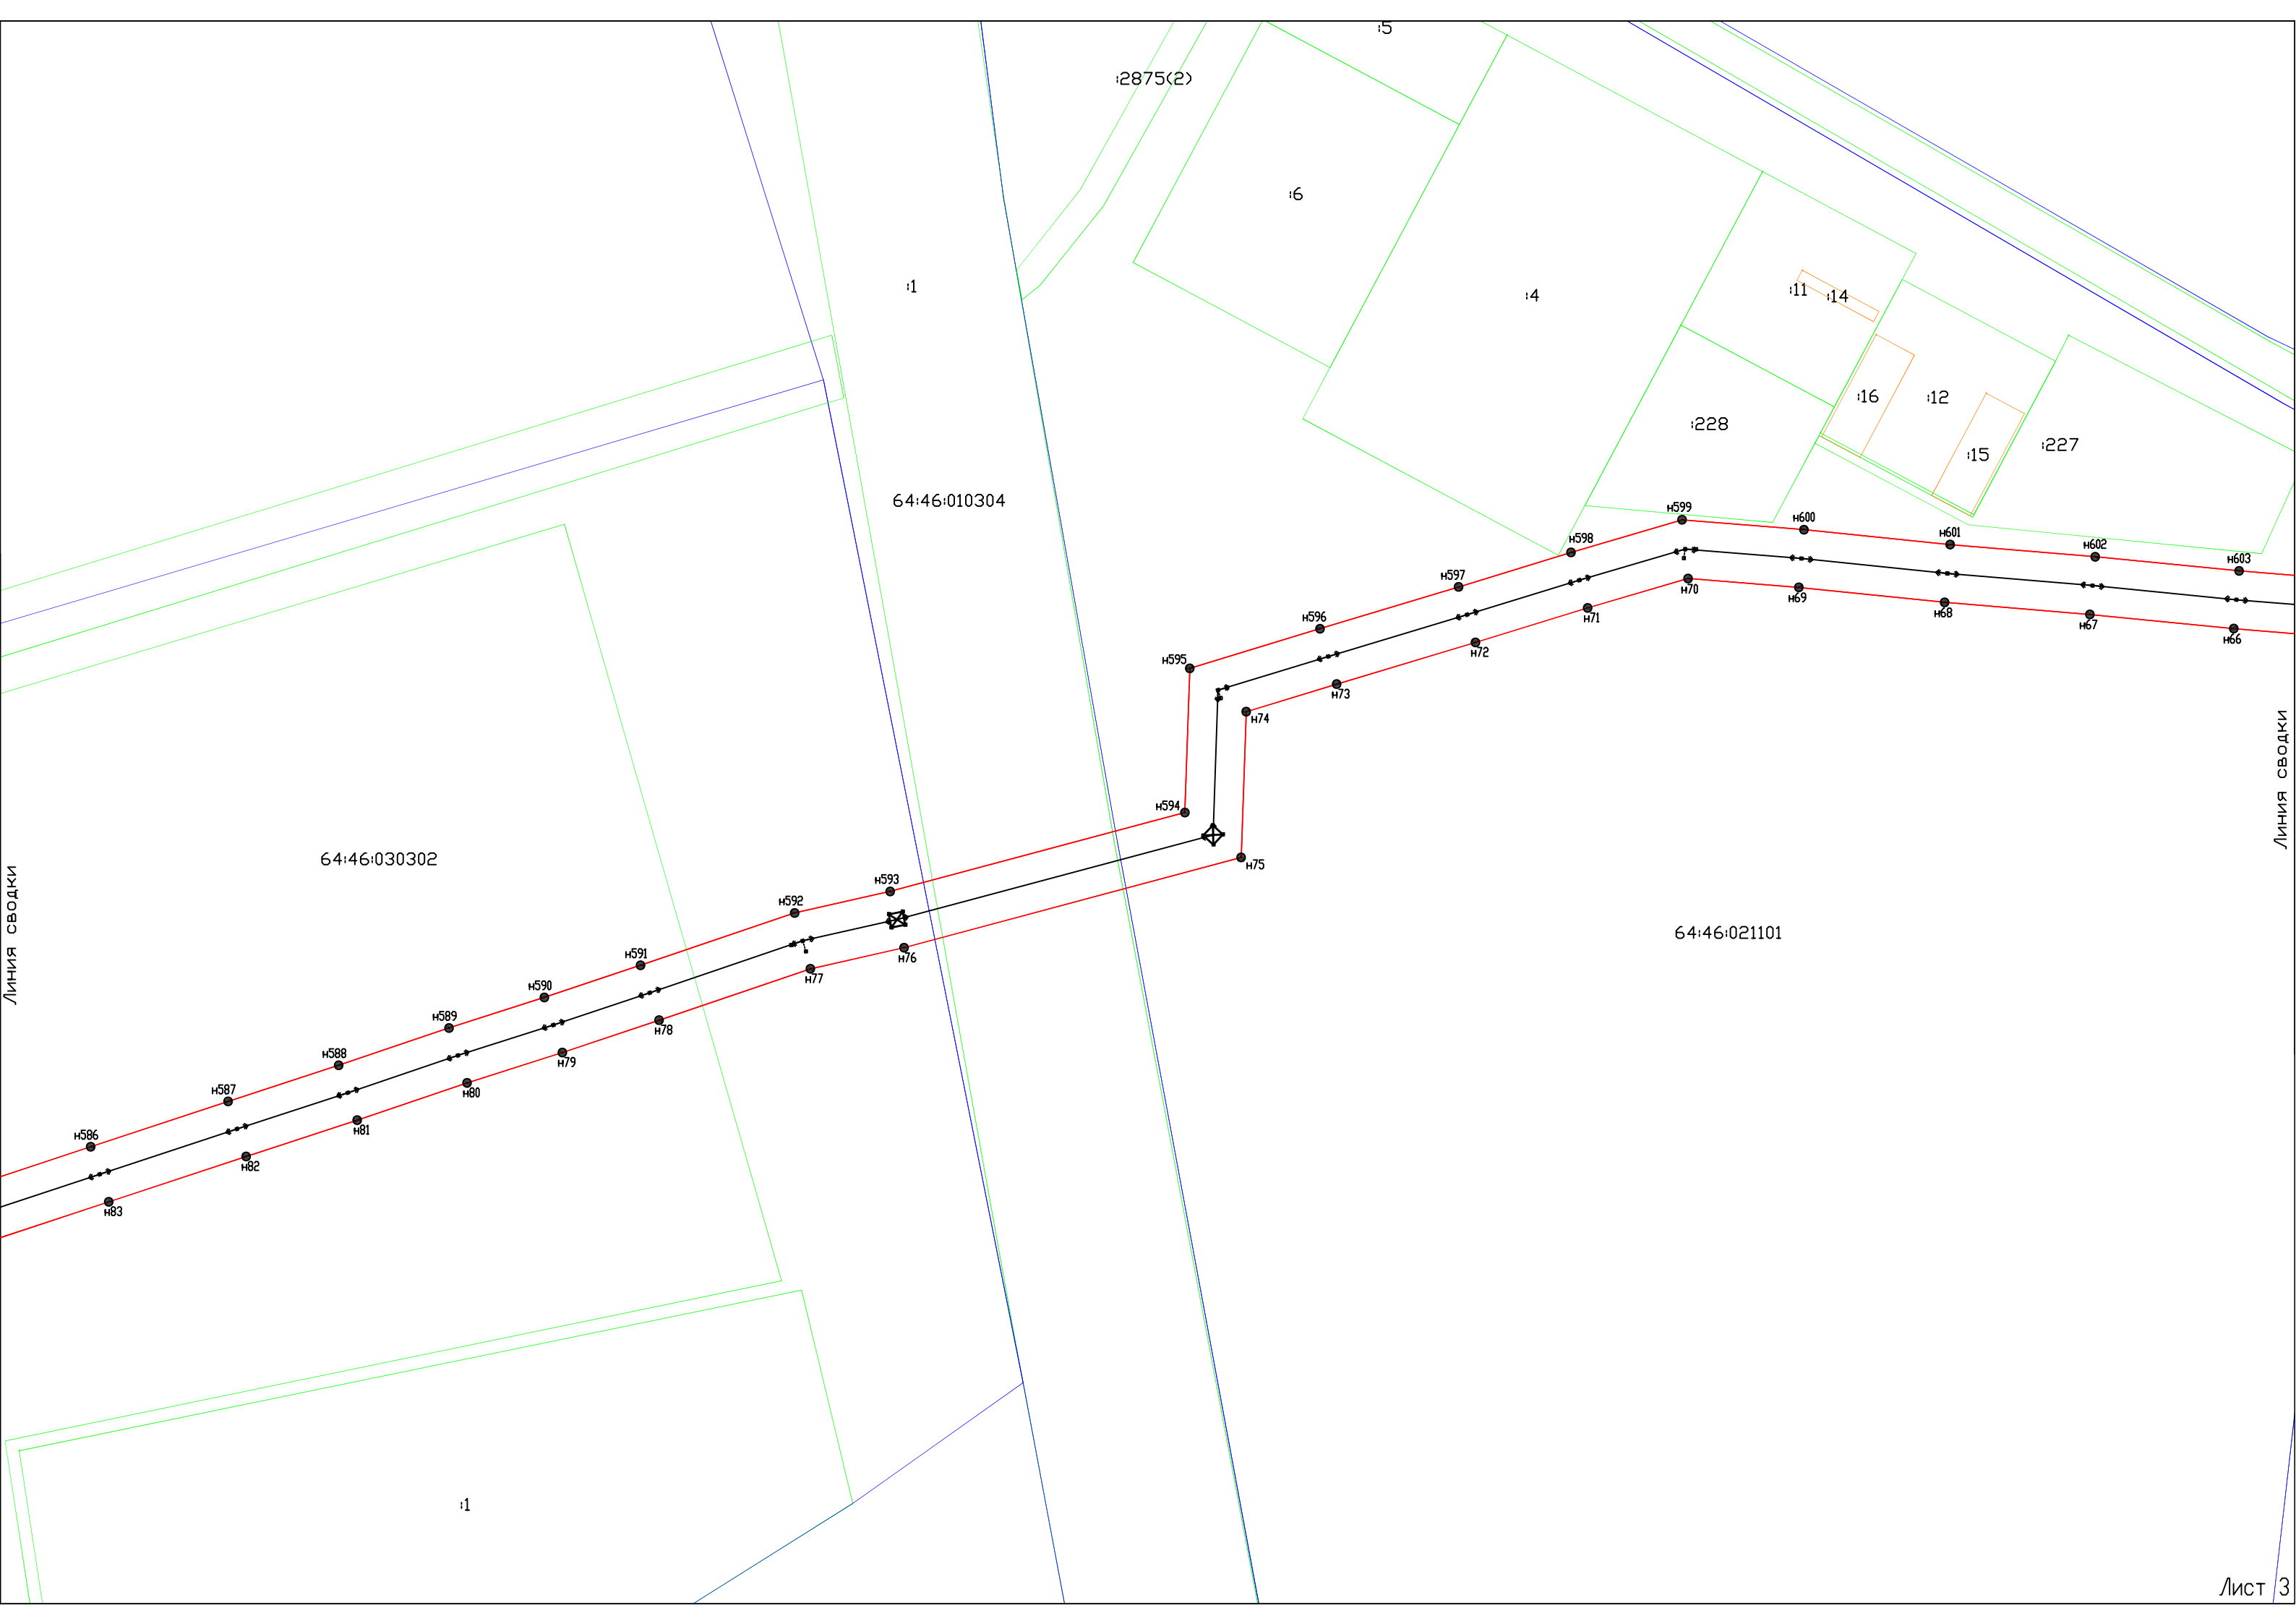 :5
:2875(2)
:6
:1
:4
:11
:14
:16
:12
:228
:227
:15
64:46:010304
н599
н600
н601
н602
н603
н598
н597
н70
н69
н68
н67
н66
н596
н71
н72
н595
н73
н74
Линия сводки
н594
64:46:030302
н75
н593
н592
64:46:021101
Линия сводки
н591
н76
н77
н590
н589
н78
н588
н79
н587
н80
н586
н81
н82
н83
:1
Лист 3